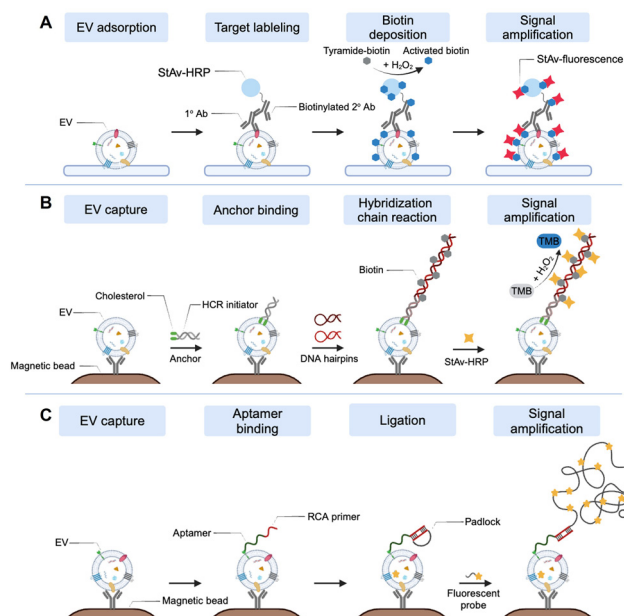 A
EV adsorption
Target lableling
Biotin
deposition
Signal
amplification
Tyramide-biotin
Activated biotin
+ H₂O₂
StAv-HRP
StAv-fluorescence
1º Ab
Biotinylated 2º Ab
EV
B
EV capture
Anchor binding
Hybridization
chain reaction
Signal
amplification
TMB
+ H₂O₂
TMB
Biotin
Cholesterol
HCR initiator
EV
Anchor
DNA hairpins
StAv-HRP
Magnetic bead
C
EV capture
Aptamer
binding
Ligation
Signal
amplification
RCA primer
Aptamer
Padlock
EV
Fluorescent
probe
Magnetic bead